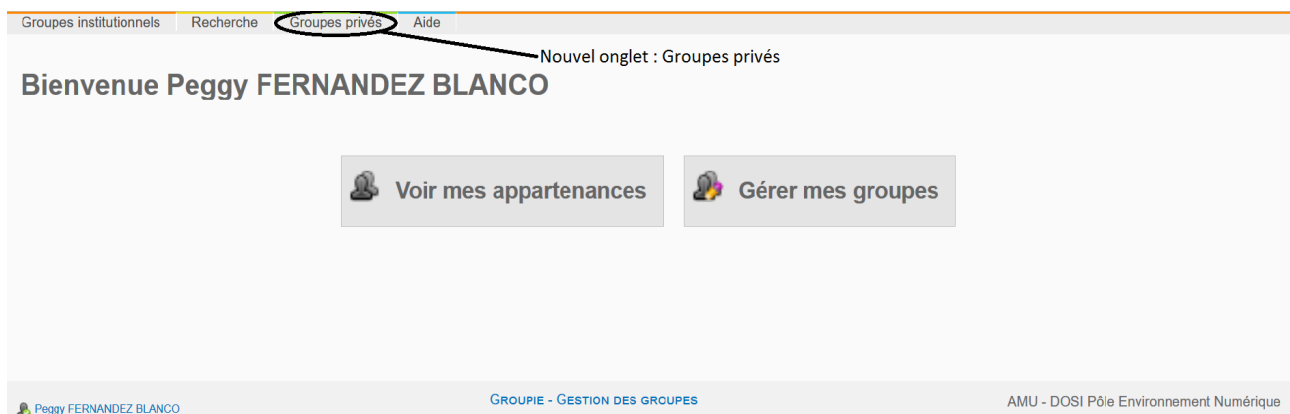 Groupes institutionnels Recherche Groupes privés Aide
Nouvel onglet : Groupes privés
Bienvenue Peggy FERNANDEZ BLANCO
Voir mes appartenances Gérer mes groupes
Peggy FERNANDEZ BLANCO GROUPIE - GESTION DES GROUPES AMU - DOSI Pôle Environnement Numérique